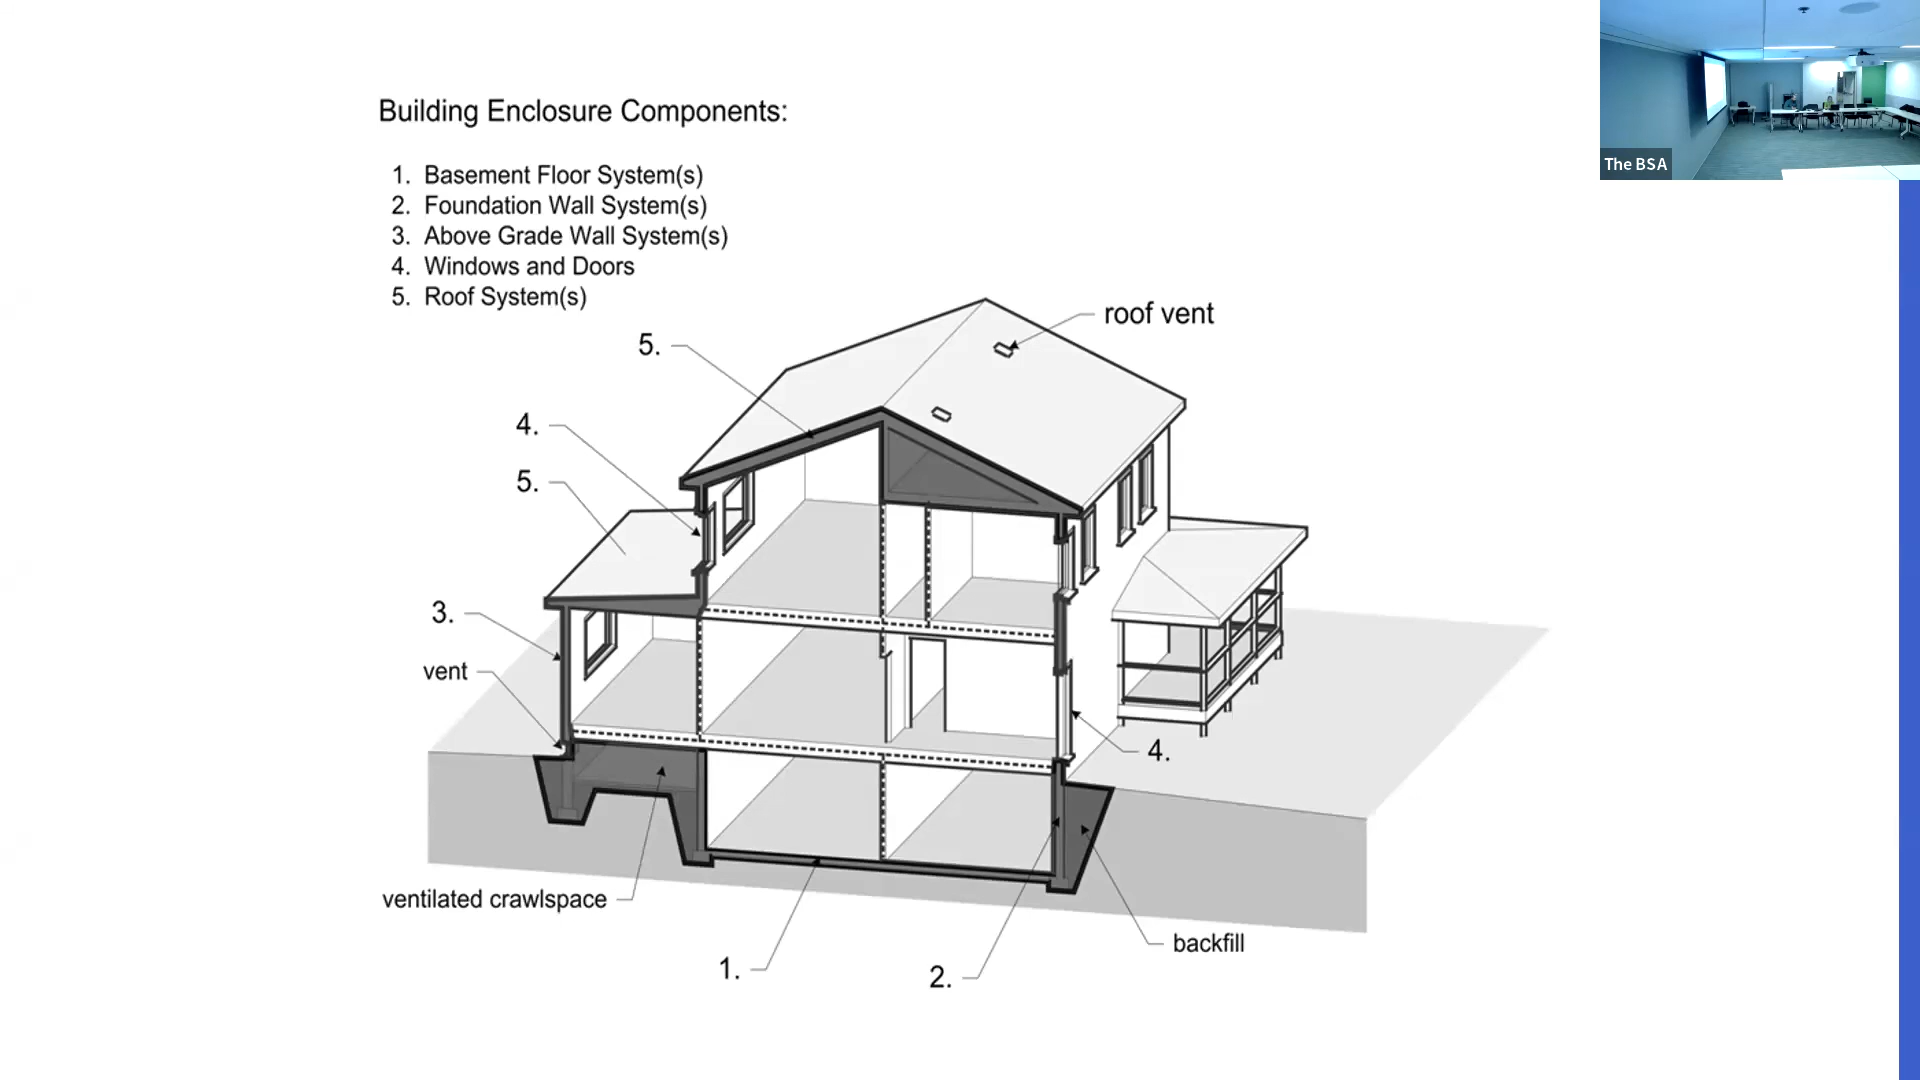 The BSA
Building Enclosure Components:
1. Basement Floor System(s)
2. Foundation Wall System(s)
3. Above Grade Wall System(s)
4. Windows and Doors
5. Roof System(s)
roof vent
5.
4.
5.
3.
vent
4.
ventilated crawlspace
backfill
1.
2.